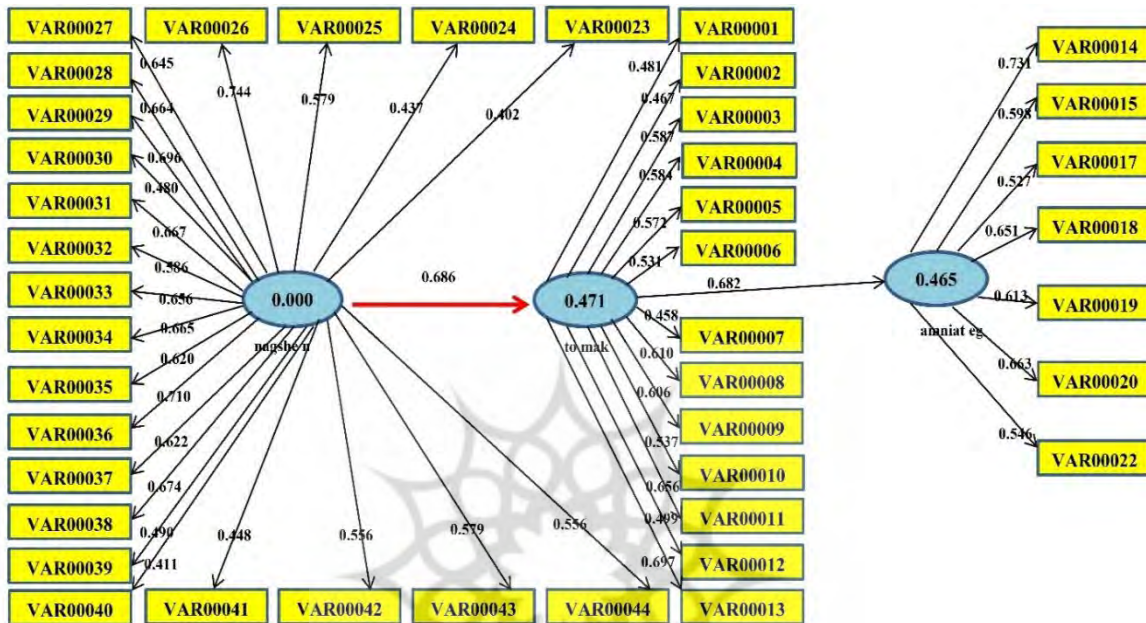 VAR00027
VAR00026
VAR00025
VAR00024
VAR00023
VAR00001
VAR00014
VAR00028
VAR00002
VAR00015
VAR00029
VAR00003
VAR00017
VAR00030
VAR00004
VAR00018
VAR00031
VAR00005
VAR00032
VAR00006
VAR00033
VAR00019
VAR00034
VAR00007
VAR00035
VAR00008
VAR00020
VAR00036
VAR00009
VAR00037
VAR00010
VAR00022
VAR00038
VAR00011
VAR00039
VAR00012
VAR00040
VAR00041
VAR00042
VAR00043
VAR00044
VAR00013
0.645
0.744
0.579
0.437
0.402
0.664
0.696
0.480
0.667
0.586
0.656
0.665
0.620
0.710
0.622
0.674
0.490
0.411
0.448
0.556
0.579
0.556
0.000
nagshe n
0.686
0.481
0.467
0.587
0.584
0.572
0.531
0.471
to mak
0.458
0.610
0.606
0.537
0.656
0.499
0.697
0.682
0.465
amniat eg
0.731
0.598
0.527
0.651
0.613
0.663
0.546